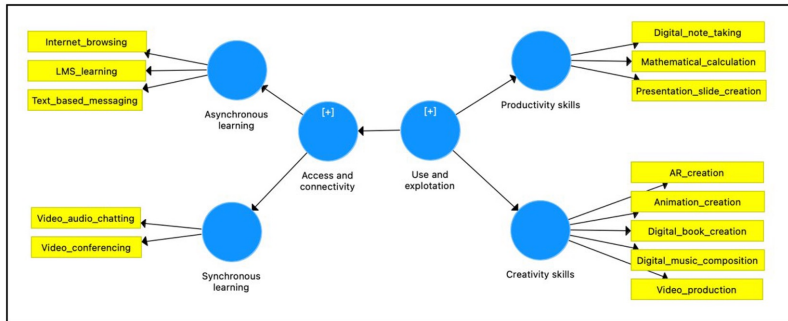 Internet_browsing
LMS_learning
Text_based_messaging
Asynchronous
learning
[+]
Access and
connectivity
[+]
Use and
explotation
Productivity skills
Digital_note_taking
Mathematical_calculation
Presentation_slide_creation
Video_audio_chatting
Video_conferencing
Synchronous
learning
Creativity skills
AR_creation
Animation_creation
Digital_book_creation
Digital_music_composition
Video_production